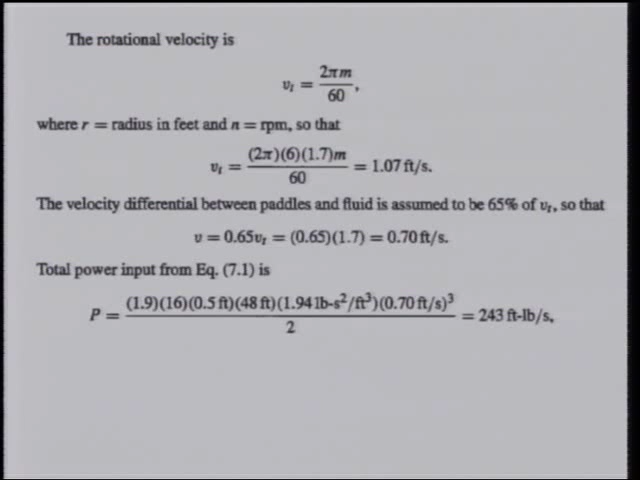 The rotational velocity is
v_t = 2πm / 60,
where r = radius in feet and n = rpm, so that
v_t = (2π)(6)(1.7)m / 60 = 1.07 ft/s.
The velocity differential between paddles and fluid is assumed to be 65% of v_t, so that
v = 0.65v_t = (0.65)(1.7) = 0.70 ft/s.
Total power input from Eq. (7.1) is
P = (1.9)(16)(0.5 ft)(48 ft)(1.94 lb-s²/ft³)(0.70 ft/s)³ / 2 = 243 ft-lb/s.